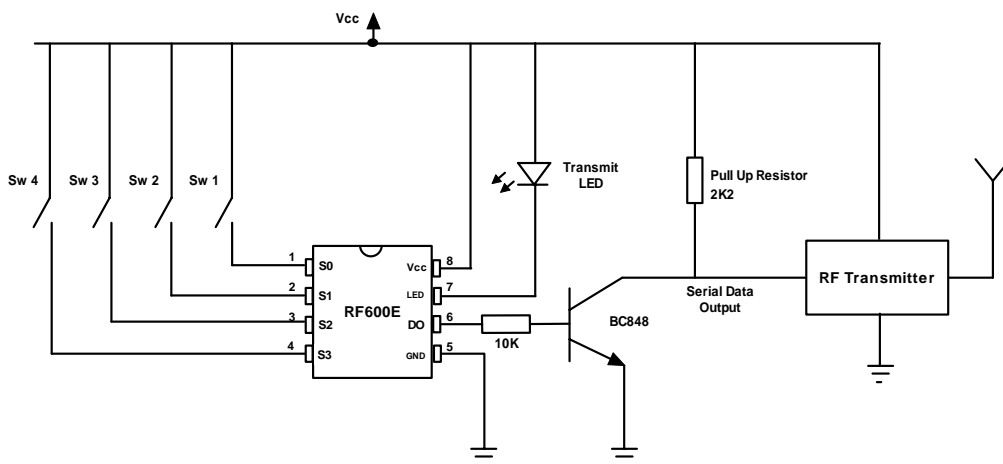 Vcc
Sw 4
Sw 3
Sw 2
Sw 1
Transmit
LED
Pull Up Resistor
2K2
1
S0
2
S1
3
S2
4
S3
RF600E
Vcc
8
LED
7
DO
6
GND
5
10K
BC848
Serial Data
Output
RF Transmitter